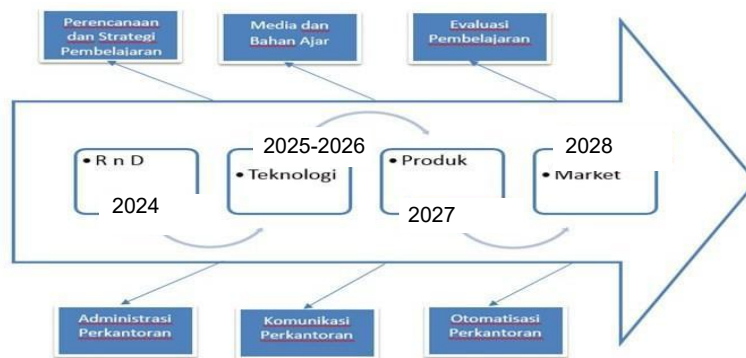 Perencanaan
dan Strategi
Pembelajaran
Media dan
Bahan Ajar
Evaluasi
Pembelajaran
• R n D
2024
2025-2026
• Teknologi
• Produk
2027
2028
• Market
Administrasi
Perkantoran
Komunikasi
Perkantoran
Otomatisasi
Perkantoran